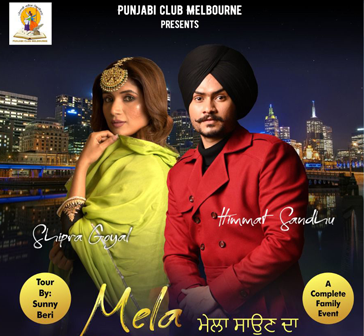 PUNJABI CLUB MELBOURNE
PRESENTS
Shipra Goyal
Himmat Sandhu
Tour
By:
Sunny
Beri
A
Complete
Family
Event
Mela
ਮੇਲਾ ਸਾਉਣ ਦਾ